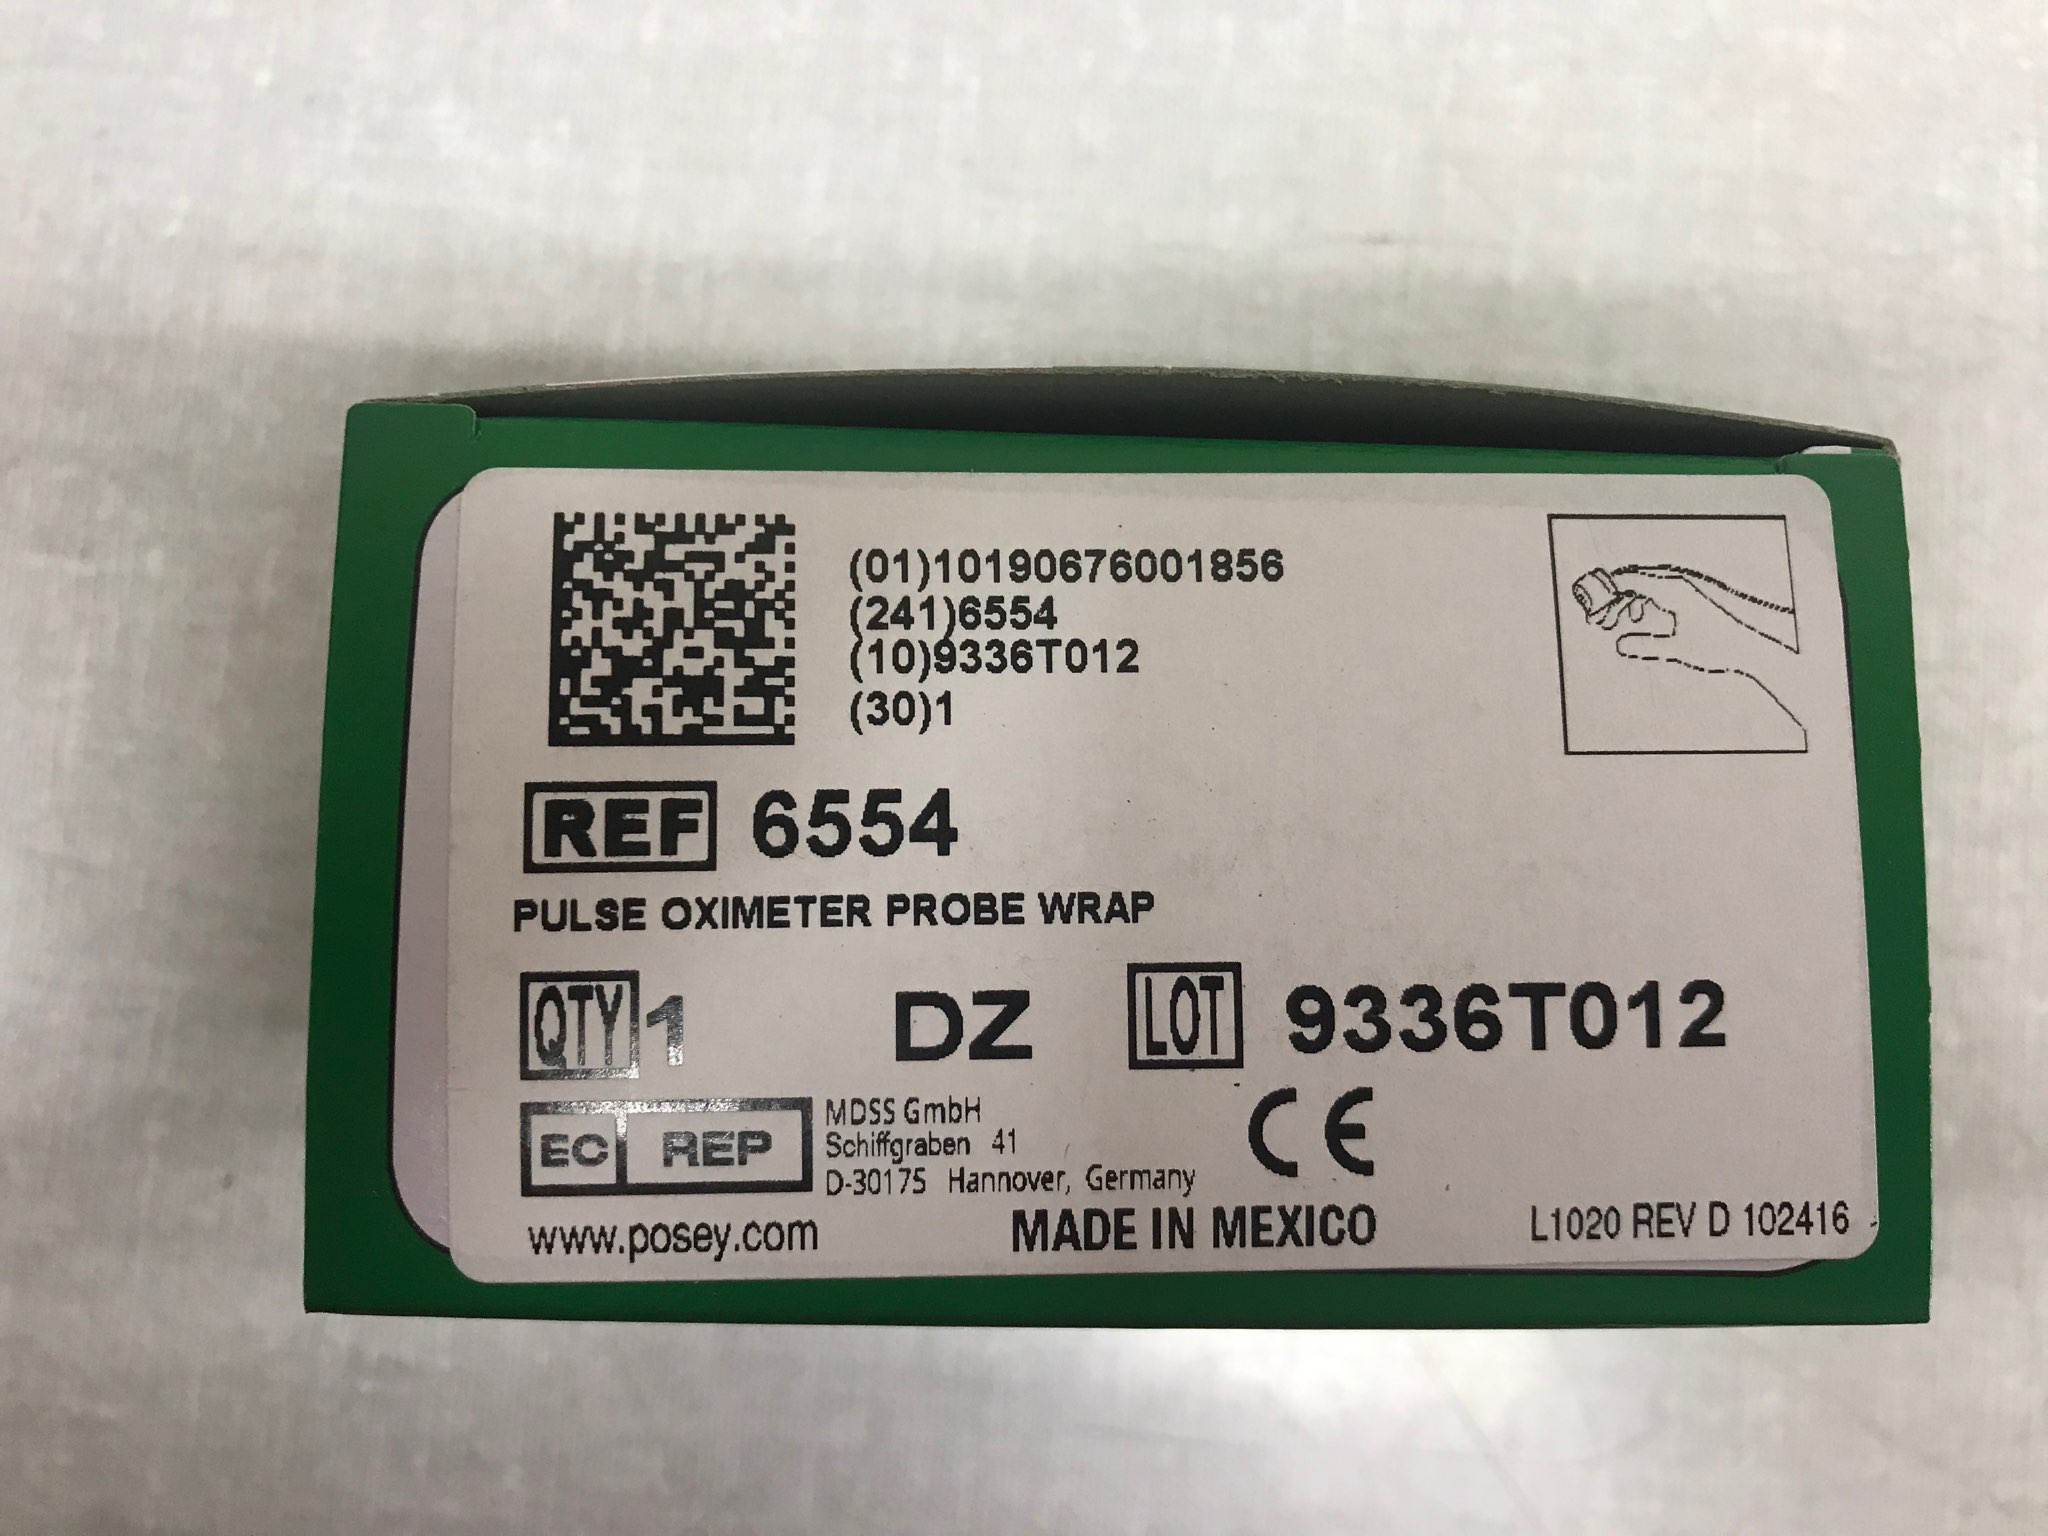 (01)10190676001856
(241)6554
(10)9336T012
(30)1
REF 6554
PULSE OXIMETER PROBE WRAP
QTY 1 DZ LOT 9336T012
EC REP MDSS GmbH
Schiffgraben 41
D-30175 Hannover, Germany
CE
www.posey.com MADE IN MEXICO L1020 REV D 102416